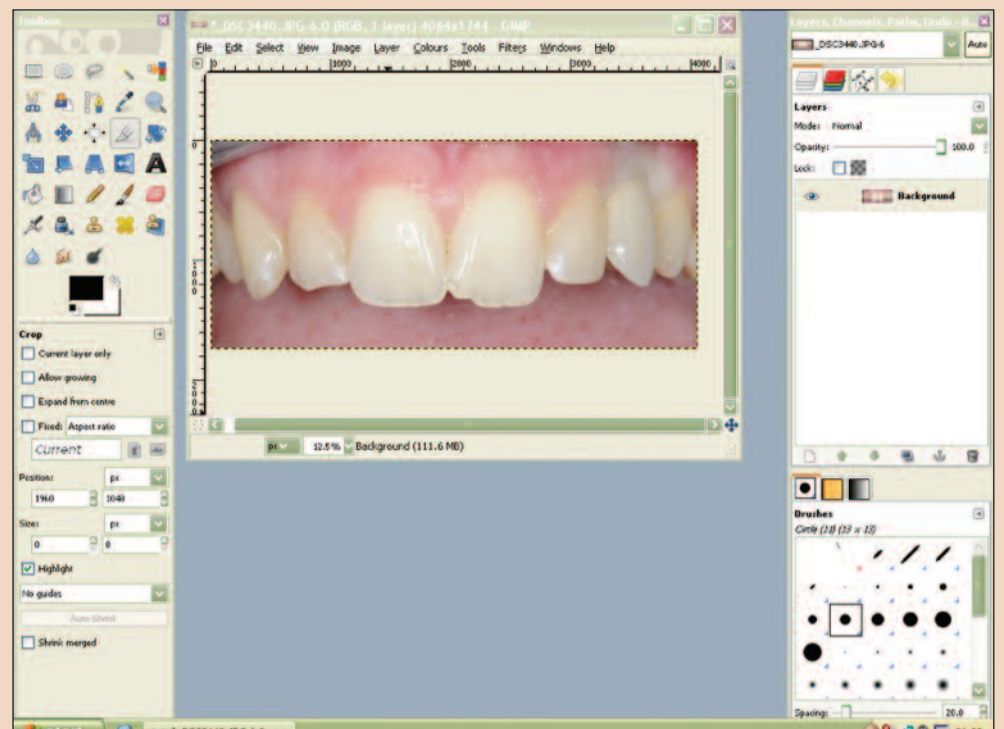 Toolbox
*_DSC3440.JPG-6.0 (RGB, 1 layer) 4064x1744 - GIMP
File Edit Select View Image Layer Colours Tools Filters Windows Help
0 1000 2000 3000 4000
0
1000
Crop
Current layer only
Allow growing
Expand from centre
Fixed: Aspect ratio
Current
Position: px
1960 1048
Size: px
0 0
Highlight
No guides
Auto Shrink
Shrink merged
px 12.5% Background (111.6 MB)
Layers, Channels, Paths, Undo - B...
_DSC3440.JPG-6 Auto
Layers
Mode: Normal
Opacity: 100.0
Lock:
Background
Brushes
Circle (11) (13 x 13)
Spacing: 20.0